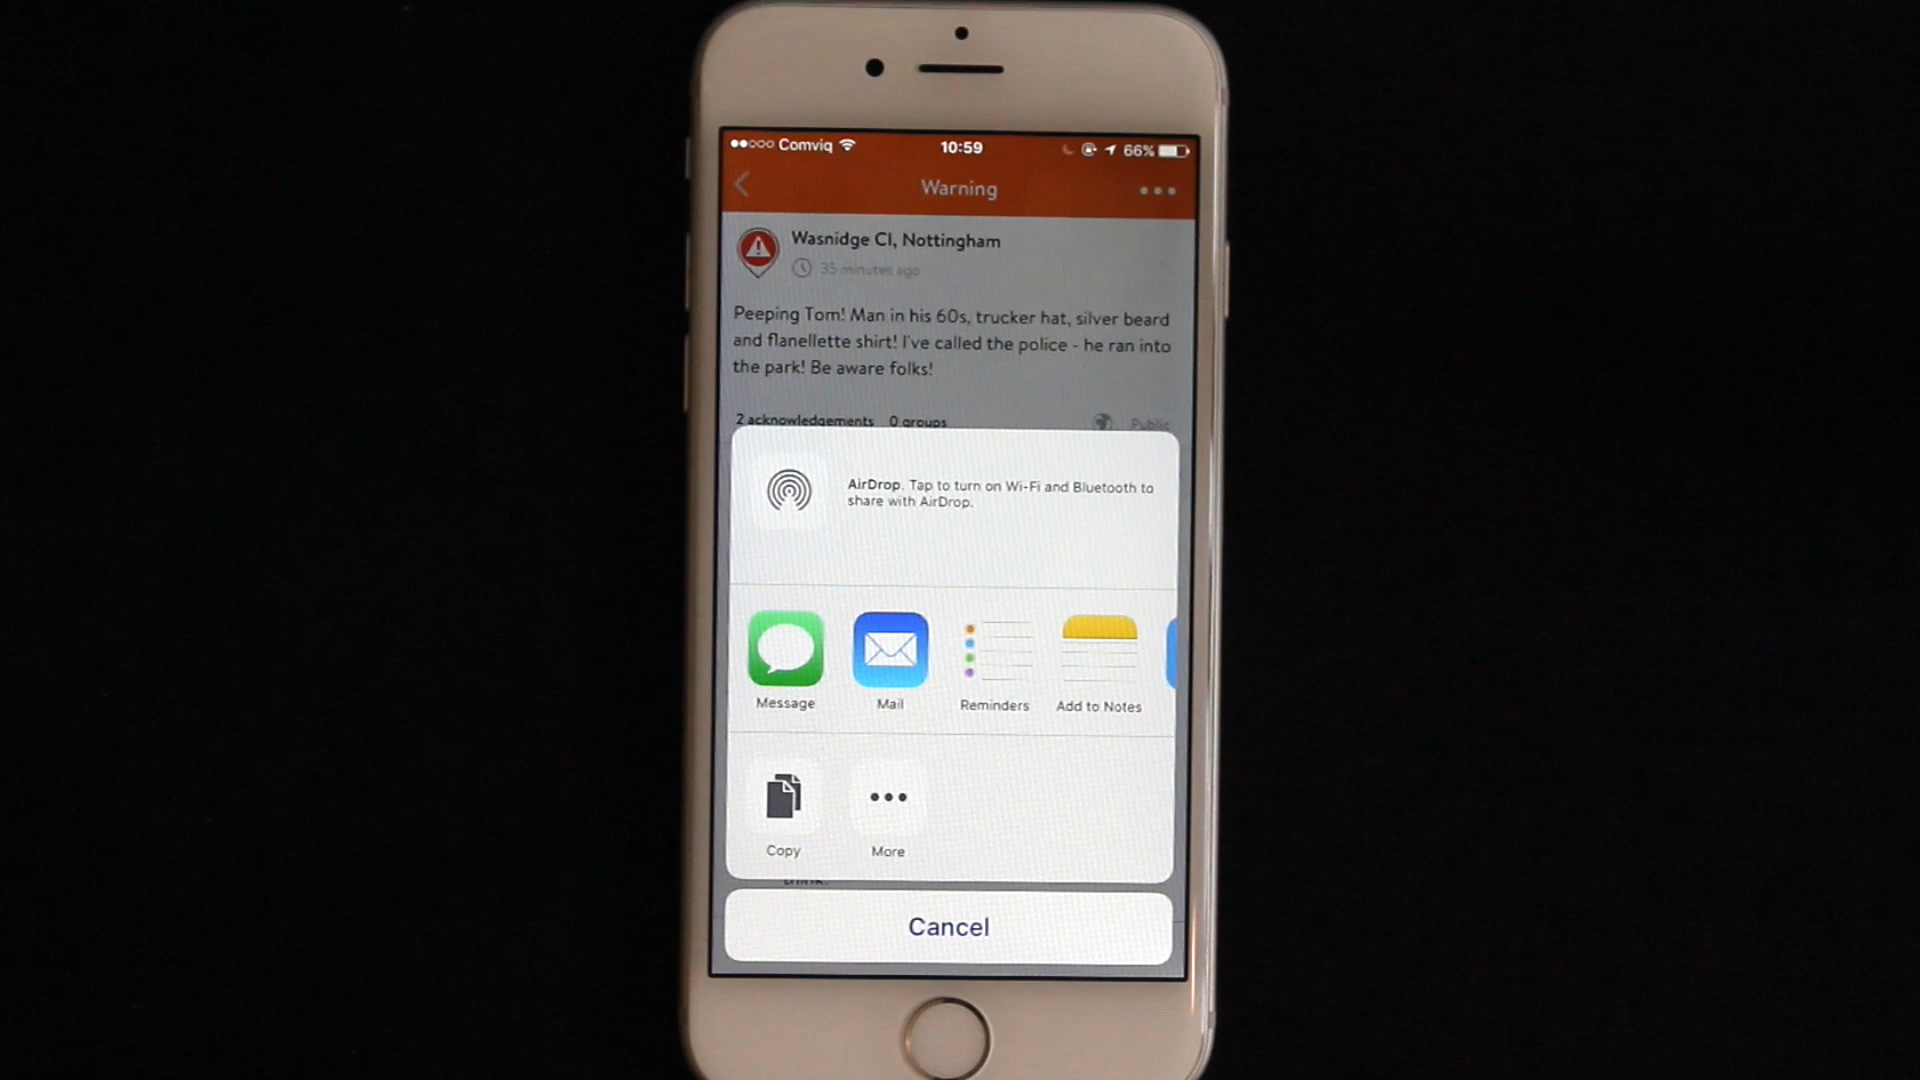 Comviq 10:59 66%
Warning
Wasnidge Cl, Nottingham
35 minutes ago
Peeping Tom! Man in his 60s, trucker hat, silver beard
and flanellette shirt! I've called the police - he ran into
the park! Be aware folks!
2 acknowledgements 0 groups Public
AirDrop. Tap to turn on Wi-Fi and Bluetooth to
share with AirDrop.
Message Mail Reminders Add to Notes
Copy More
think.
Cancel